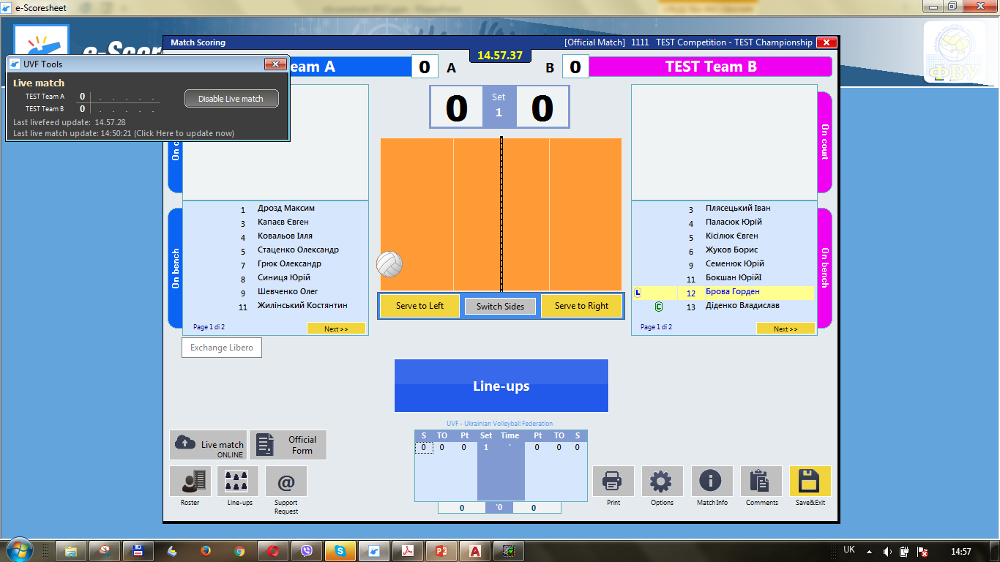 e-Scoresheet
e-Scor
ФВУ
Match Scoring
[Official Match] 1111 TEST Competition - TEST Championship
14.57.37
eam A
0 A
B 0
TEST Team B
UVF Tools
Live match
TEST Team A 0 . . . . .
TEST Team B 0 . . . . .
Disable Live match
Last livefeed update: 14.57.28
Last live match update: 14:50:21 (Click Here to update now)
0 Set 1 0
On c
On court
On bench
1 Дрозд Максим
3 Капаєв Євген
4 Ковальов Ілля
5 Стаценко Олександр
7 Грюк Олександр
8 Синиця Юрій
9 Шевченко Олег
11 Жилінський Костянтин
Page 1 di 2
Next >>
Exchange Libero
Serve to Left
Switch Sides
Serve to Right
3 Плясецький Іван
4 Паласюк Юрій
5 Кісілюк Євген
6 Жуков Борис
9 Семенюк Юрій
11 Бокшан ЮрійІ
L 12 Брова Горден
C 13 Діденко Владислав
Page 1 di 2
Next >>
On bench
Line-ups
UVF - Ukrainian Volleyball Federation
S TO Pt Set Time Pt TO S
0 0 0 1 ' 0 0 0
0 '0 0
Live match
ONLINE
Official
Form
Roster
Line-ups
@
Support
Request
Print
Options
Match Info
Comments
Save&Exit
UK
14:57